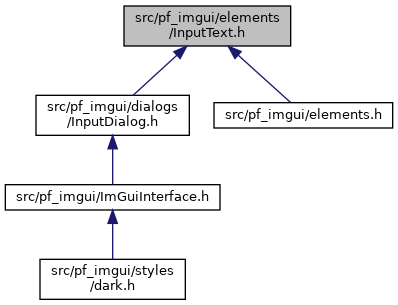 src/pf_imgui/elements
/InputText.h
src/pf_imgui/dialogs
/InputDialog.h
src/pf_imgui/elements.h
src/pf_imgui/ImGuiInterface.h
src/pf_imgui/styles
/dark.h